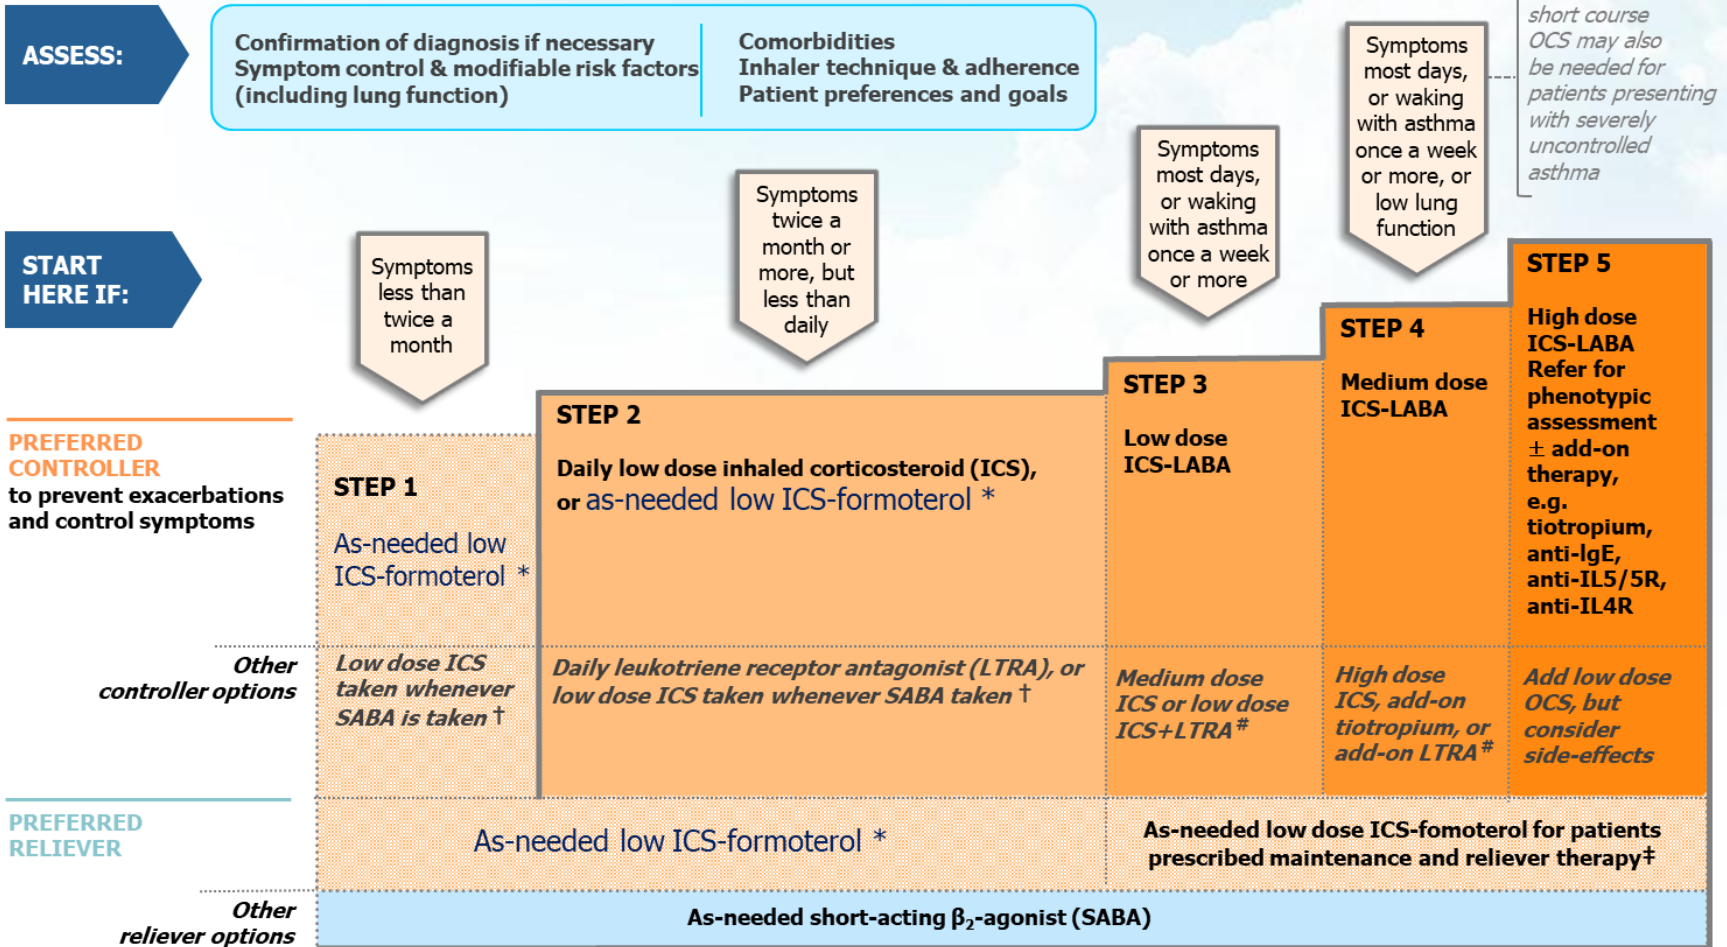 ASSESS:
Confirmation of diagnosis if necessary
Symptom control & modifiable risk factors
(including lung function)
Comorbidities
Inhaler technique & adherence
Patient preferences and goals
short course
OCS may also
be needed for
patients presenting
with severely
uncontrolled
asthma
START
HERE IF:
Symptoms
less than
twice a
month
Symptoms
twice a
month or
more, but
less than
daily
Symptoms
most days,
or waking
with asthma
once a week
or more
Symptoms
most days,
or waking
with asthma
once a week
or more, or
low lung
function
PREFERRED
CONTROLLER
to prevent exacerbations
and control symptoms
STEP 1
As-needed low
ICS-formoterol *
STEP 2
Daily low dose inhaled corticosteroid (ICS),
or as-needed low ICS-formoterol *
STEP 3
Low dose
ICS-LABA
STEP 4
Medium dose
ICS-LABA
STEP 5
High dose
ICS-LABA
Refer for
phenotypic
assessment
± add-on
therapy,
e.g.
tiotropium,
anti-IgE,
anti-IL5/5R,
anti-IL4R
Other
controller options
Low dose ICS
taken whenever
SABA is taken †
Daily leukotriene receptor antagonist (LTRA), or
low dose ICS taken whenever SABA taken †
Medium dose
ICS or low dose
ICS+LTRA #
High dose
ICS, add-on
tiotropium, or
add-on LTRA #
Add low dose
OCS, but
consider
side-effects
PREFERRED
RELIEVER
As-needed low ICS-formoterol *
As-needed low dose ICS-fomoterol for patients
prescribed maintenance and reliever therapy‡
Other
reliever options
As-needed short-acting β₂-agonist (SABA)